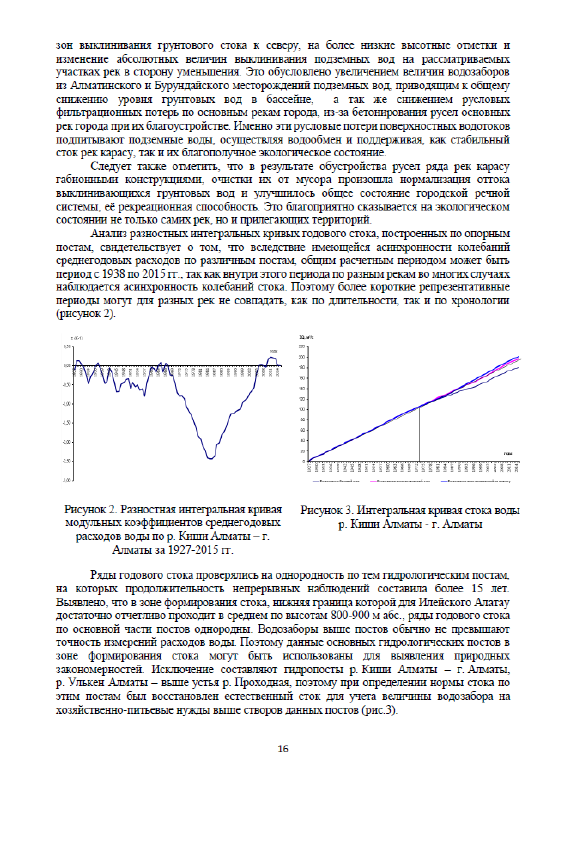 зон выклинивания грунтового стока к северу, на более низкие высотные отметки и
изменение абсолютных величин выклинивания подземных вод на рассматриваемых
участках рек в сторону уменьшения. Это обусловлено увеличением величин водозаборов
из Алматинского и Бурундайского месторождений подземных вод, приводящим к общему
снижению уровня грунтовых вод в бассейне, а так же снижением русловых
фильтрационных потерь по основным рекам города, из-за бетонирования русел основных
рек города при их благоустройстве. Именно эти русловые потери поверхностных водотоков
подпитывают подземные воды, осуществляя водообмен и поддерживая, как стабильный
сток рек карасу, так и их благополучное экологическое состояние.
Следует также отметить, что в результате обустройства русел ряда рек карасу
габионными конструкциями, очистки их от мусора произошла нормализация оттока
выклинивающихся грунтовых вод и улучшилось общее состояние городской речной
системы, её рекреационная способность. Это благоприятно сказывается на экологическом
состоянии не только самих рек, но и прилегающих территорий.
Анализ разностных интегральных кривых годового стока, построенных по опорным
постам, свидетельствует о том, что вследствие имеющейся асинхронности колебаний
среднегодовых расходов по различным постам, общим расчетным периодом может быть
период с 1938 по 2015 гг., так как внутри этого периода по разным рекам во многих случаях
наблюдается асинхронность колебаний стока. Поэтому более короткие репрезентативные
периоды могут для разных рек не совпадать, как по длительности, так и по хронологии
(рисунок 2).
Рисунок 2. Разностная интегральная кривая
модульных коэффициентов среднегодовых
расходов воды по р. Киши Алматы – г.
Алматы за 1927-2015 гг.
Рисунок 3. Интегральная кривая стока воды
р. Киши Алматы - г. Алматы
Ряды годового стока проверялись на однородность по тем гидрологическим постам,
на которых продолжительность непрерывных наблюдений составила более 15 лет.
Выявлено, что в зоне формирования стока, нижняя граница которой для Илейского Алатау
достаточно отчетливо проходит в среднем по высотам 800-900 м абс., ряды годового стока
по основной части постов однородны. Водозаборы выше постов обычно не превышают
точность измерений расходов воды. Поэтому данные основных гидрологических постов в
зоне формирования стока могут быть использованы для выявления природных
закономерностей. Исключение составляют гидропосты р. Киши Алматы – г. Алматы,
р. Улькен Алматы – выше устья р. Проходная, поэтому при определении нормы стока по
этим постам был восстановлен естественный сток для учета величины водозабора на
хозяйственно-питьевые нужды выше створов данных постов (рис.3).
16